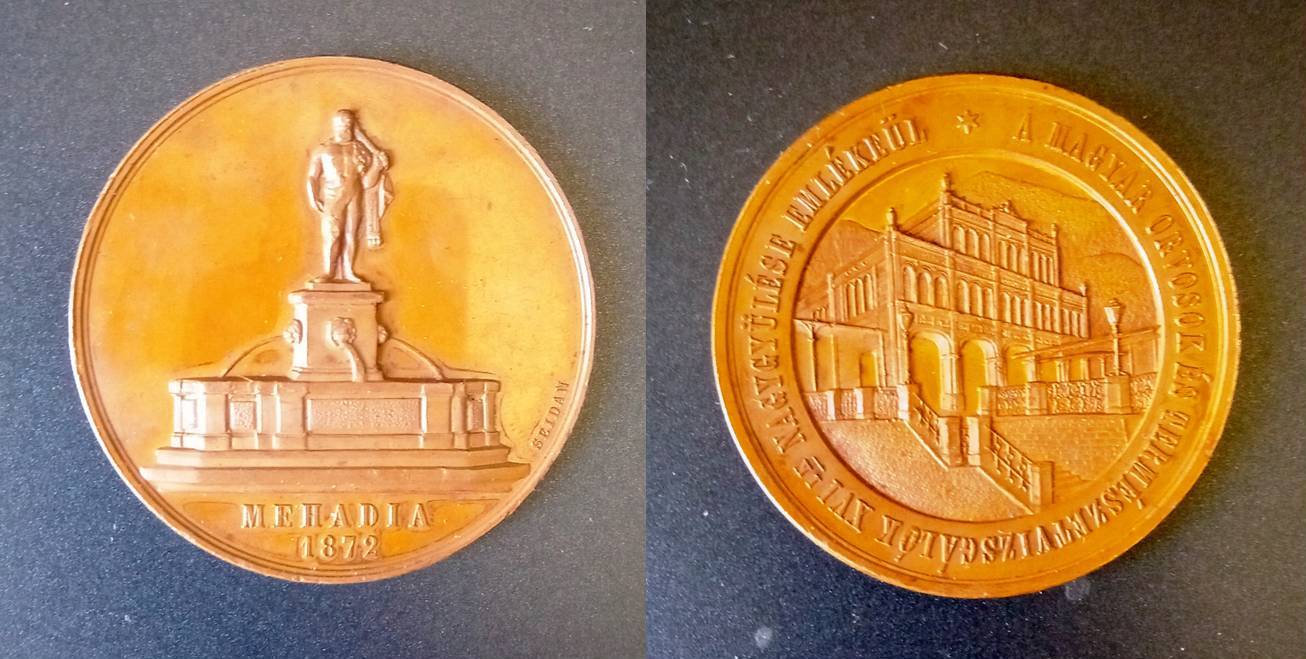 SEIDAN
MEHADIA
1872
A MAGYAR ORVOSOK ÉS TERMÉSZETVIZSGÁLÓK XVI-IK NAGYGYÜLÉSE EMLÉKEÜL